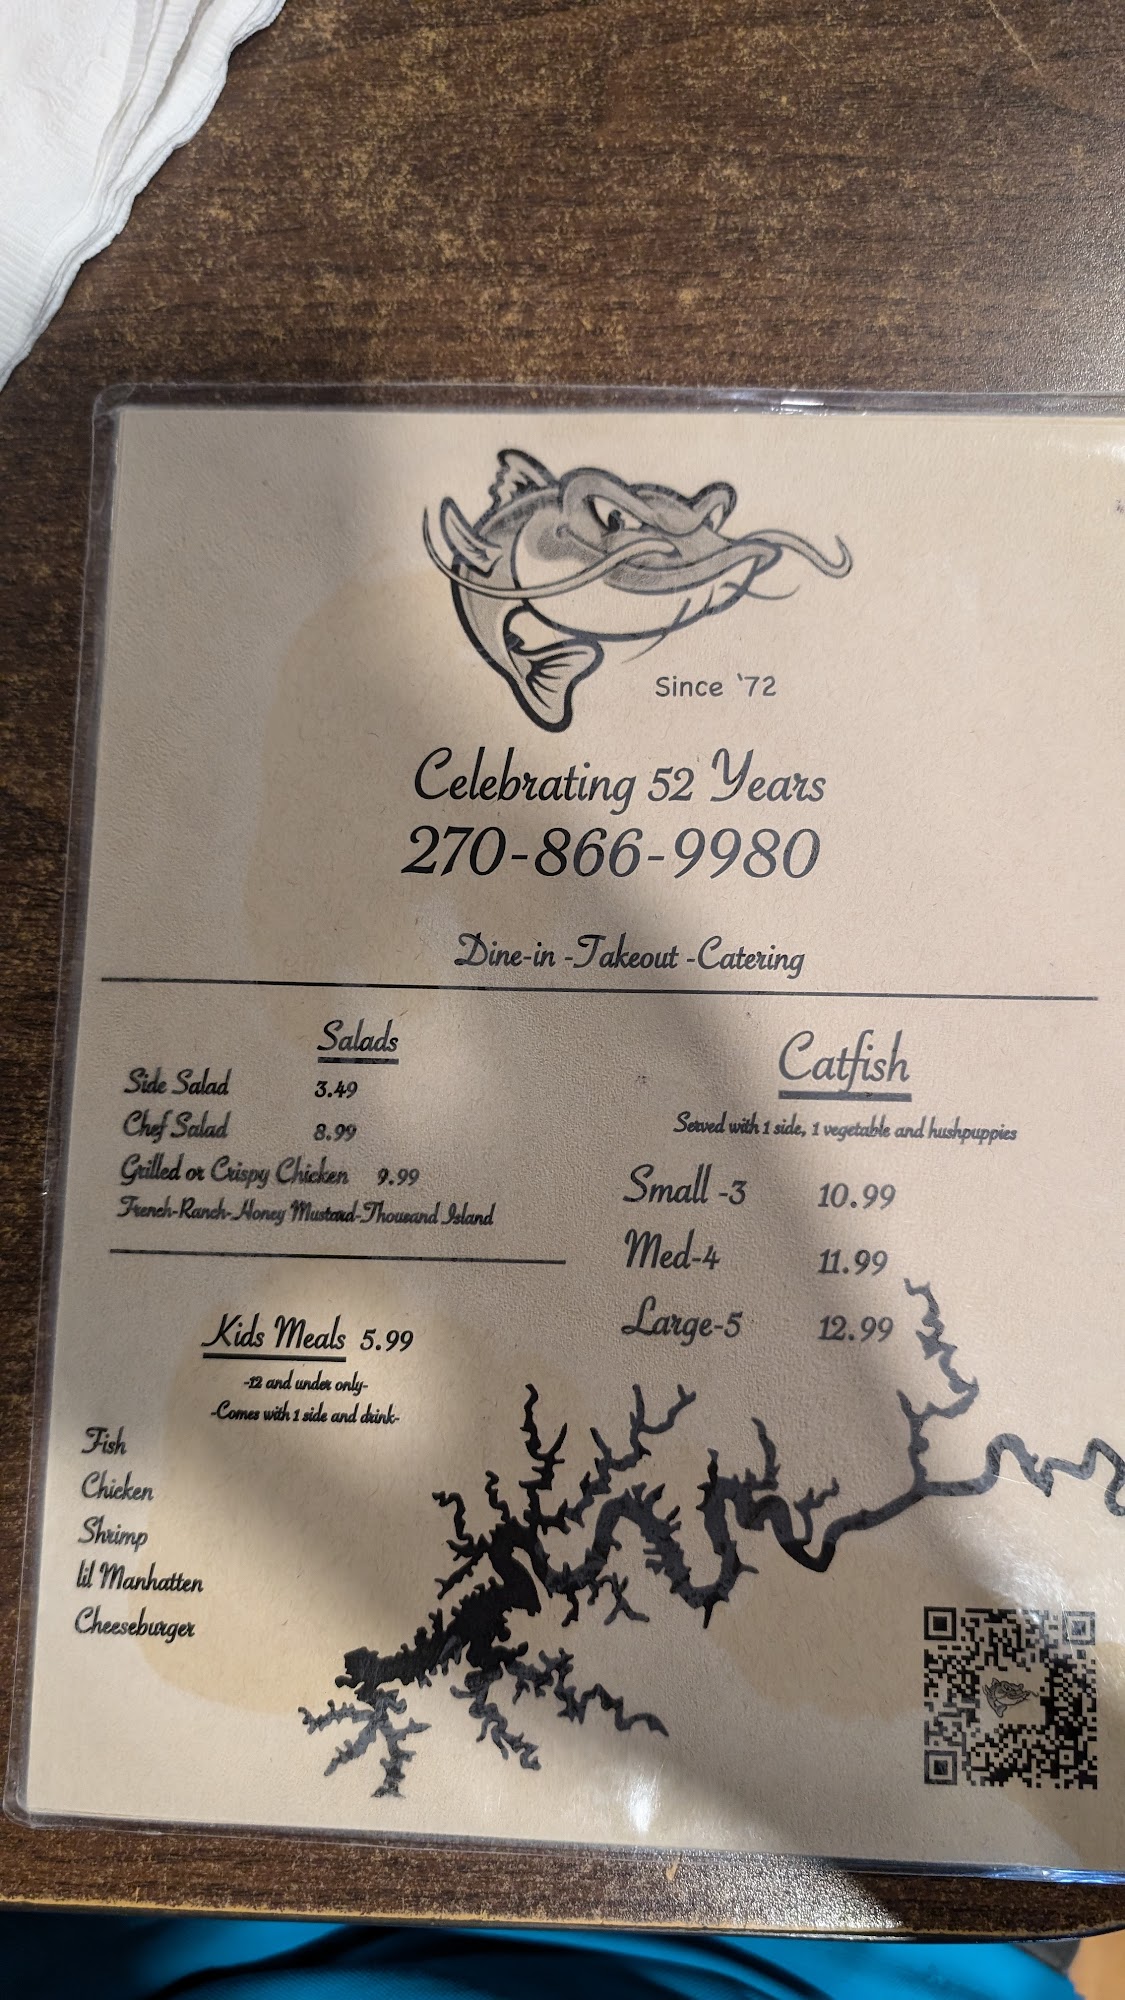 Since '72
Celebrating 52 Years
270-866-9980
Dine-in -Takeout -Catering
Salads
Side Salad 3.49
Chef Salad 8.99
Grilled or Crispy Chicken 9.99
French-Ranch-Honey Mustard-Thousand Island
Kids Meals 5.99
-12 and under only-
-Comes with 1 side and drink-
Fish
Chicken
Shrimp
lil Manhatten
Cheeseburger
Catfish
Served with 1 side, 1 vegetable and hushpuppies
Small -3 10.99
Med-4 11.99
Large-5 12.99